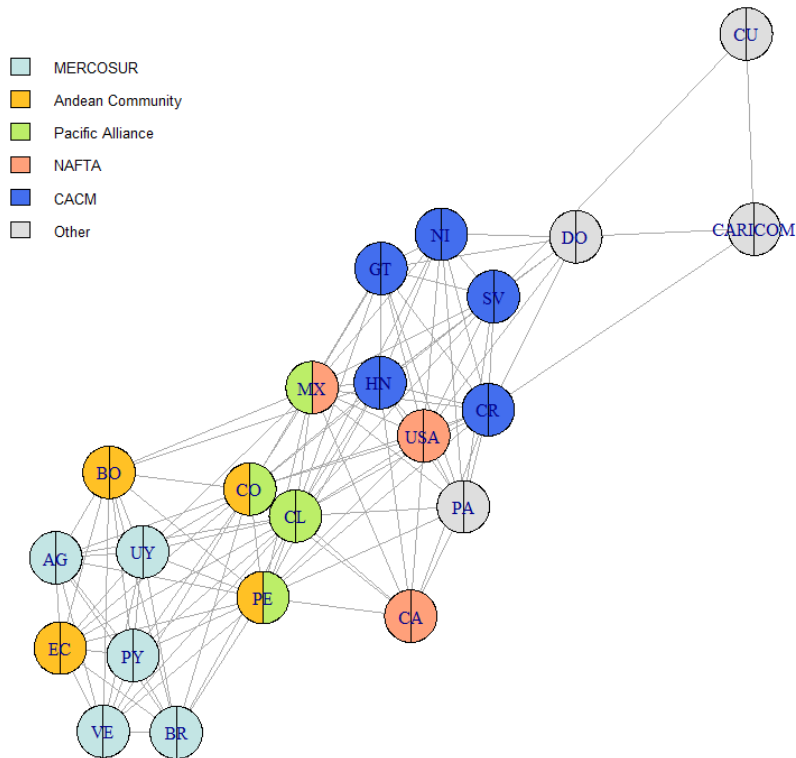 CU
MERCOSUR
Andean Community
Pacific Alliance
NAFTA
CACM
Other
CARICOM
NI
DO
GT
SV
MX
HN
CR
USA
BO
CO
CL
PA
AG
UY
PE
CA
EC
PY
VE
BR